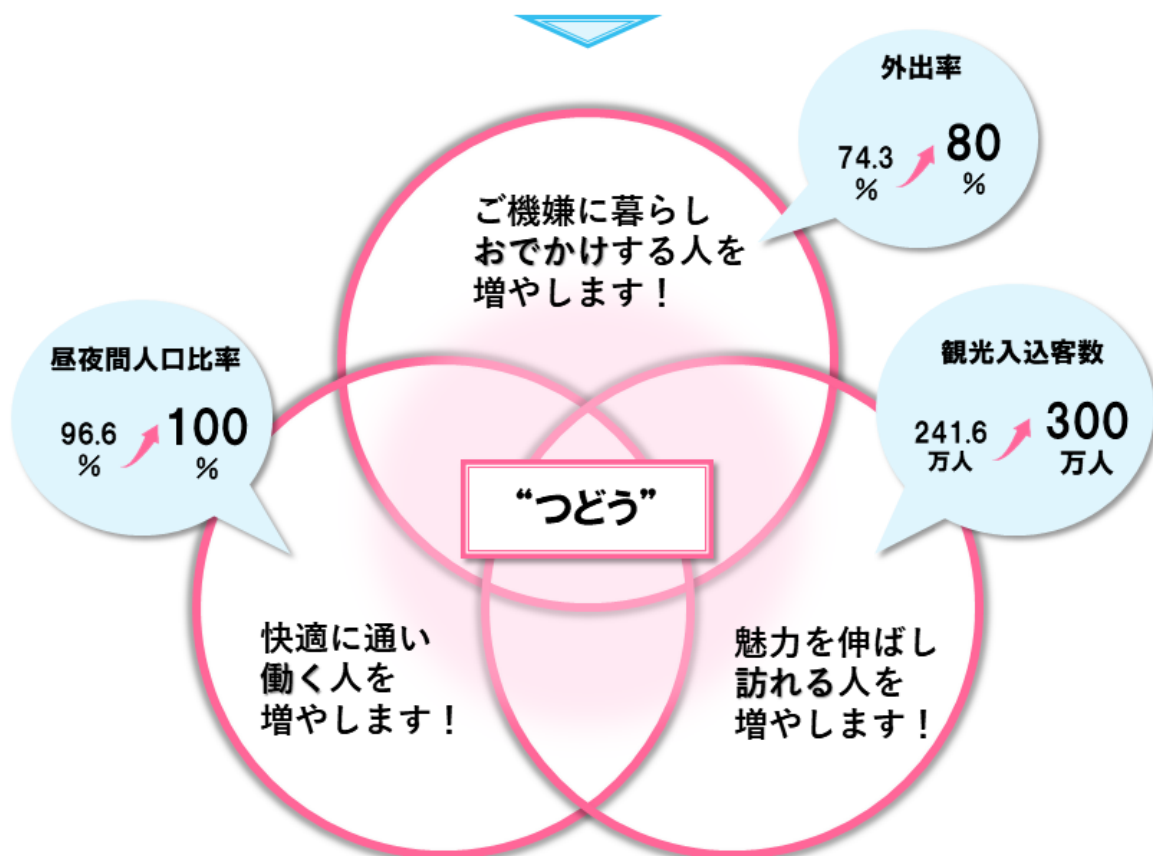 外出率
74.3
%
80
%
ご機嫌に暮らし
おでかけする人を
増やします！
昼夜間人口比率
96.6
%
100
%
観光入込客数
241.6
万人
300
万人
“つどう”
快適に通い
働く人を
増やします！
魅力を伸ばし
訪れる人を
増やします！